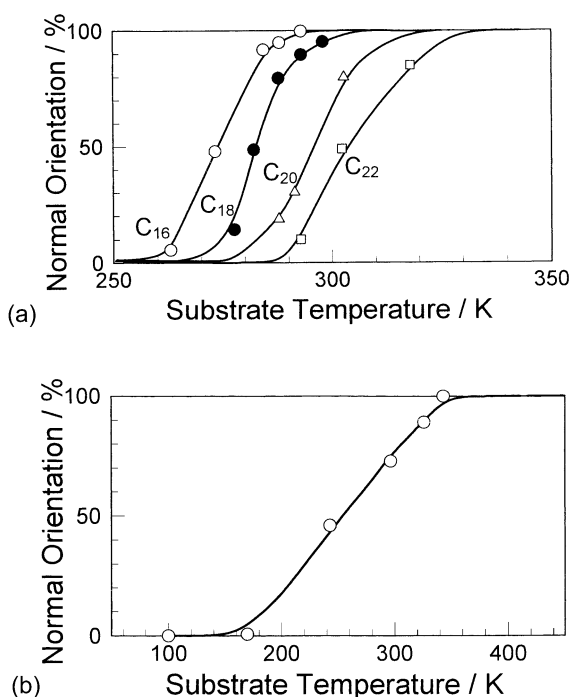 100
50
0
Normal Orientation / %
C16
C18
C20
C22
250
300
350
Substrate Temperature / K
(a)
100
50
0
Normal Orientation / %
100
200
300
400
Substrate Temperature / K
(b)